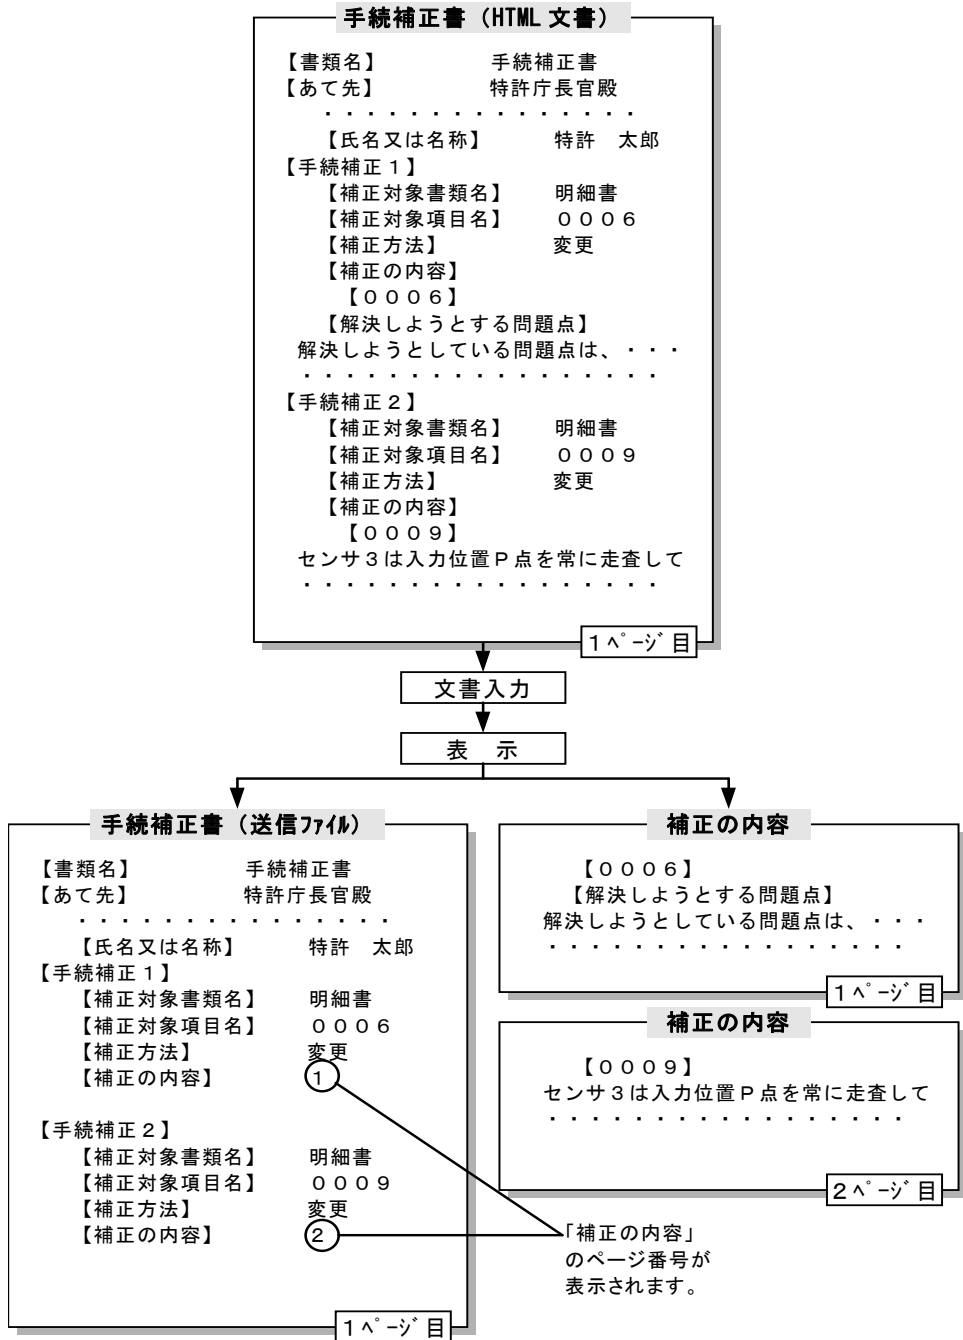 手続補正書（HTML 文書）
【書類名】　手続補正書
【あて先】　特許庁長官殿
・・・・・・・・・・・・・・・
【氏名又は名称】　特許　太郎
【手続補正１】
【補正対象書類名】　明細書
【補正対象項目名】　０００６
【補正方法】　変更
【補正の内容】
【０００６】
【解決しようとする問題点】
解決しようとしている問題点は、・・・
・・・・・・・・・・・・・・・・・
【手続補正２】
【補正対象書類名】　明細書
【補正対象項目名】　０００９
【補正方法】　変更
【補正の内容】
【０００９】
センサ３は入力位置Ｐ点を常に走査して
・・・・・・・・・・・・・・・・・
１ﾍﾟｰｼﾞ目
文書入力
表　示
手続補正書（送信ﾌｧｲﾙ）
【書類名】　手続補正書
【あて先】　特許庁長官殿
・・・・・・・・・・・・・・・
【氏名又は名称】　特許　太郎
【手続補正１】
【補正対象書類名】　明細書
【補正対象項目名】　０００６
【補正方法】　変更
【補正の内容】　①
【手続補正２】
【補正対象書類名】　明細書
【補正対象項目名】　０００９
【補正方法】　変更
【補正の内容】　②
１ﾍﾟｰｼﾞ目
補正の内容
【０００６】
【解決しようとする問題点】
解決しようとしている問題点は、・・・
・・・・・・・・・・・・・・・・・
１ﾍﾟｰｼﾞ目
補正の内容
【０００９】
センサ３は入力位置Ｐ点を常に走査して
・・・・・・・・・・・・・・・・・
２ﾍﾟｰｼﾞ目
「補正の内容」
のページ番号が
表示されます。